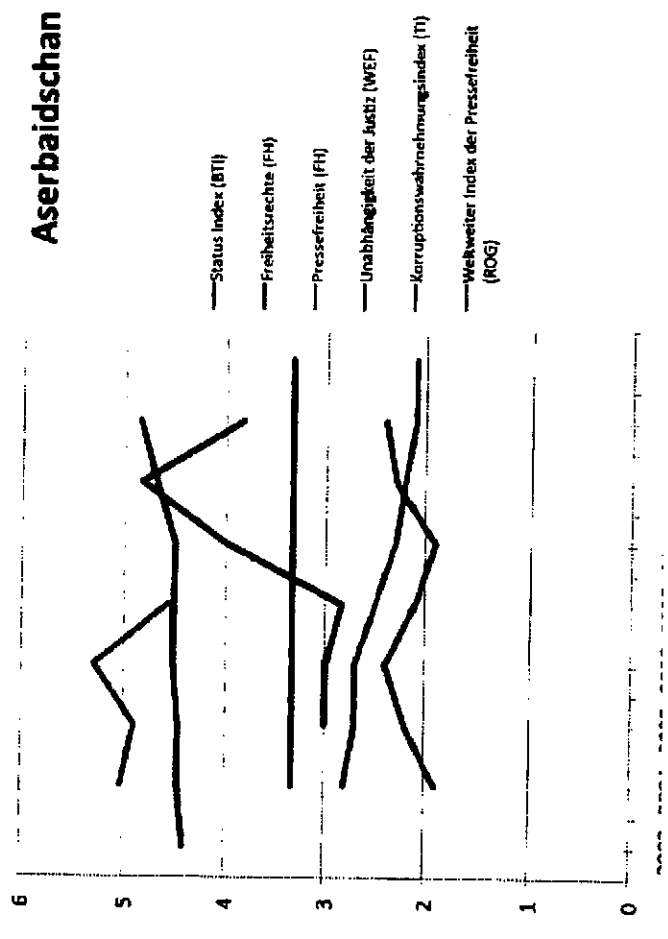 Aserbaidschan
Status Index (BTI)
Freiheitsrechte (FH)
Pressefreiheit (FH)
Unabhängigkeit der Justiz (WEF)
Korruptionswahrnehmungsindex (TI)
Weltweiter Index der Pressefreiheit
(ROG)
6
5
4
3
2
1
0